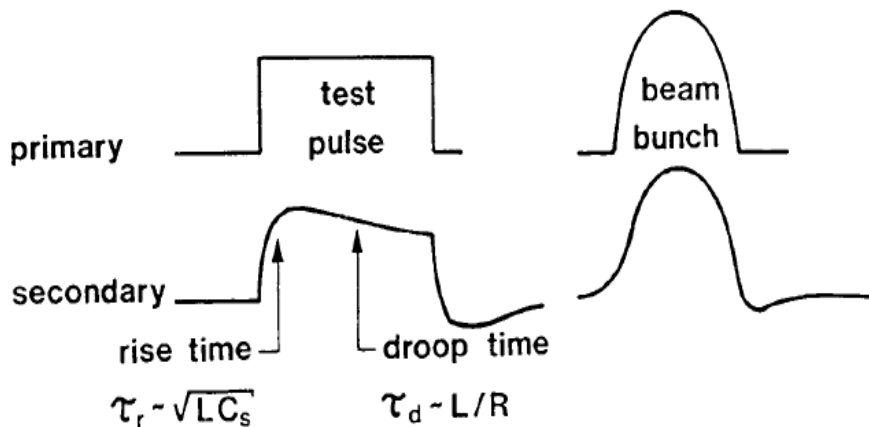 primary
test
pulse
beam
bunch
secondary
rise time
droop time
τr ~ √LCs
τd ~ L/R